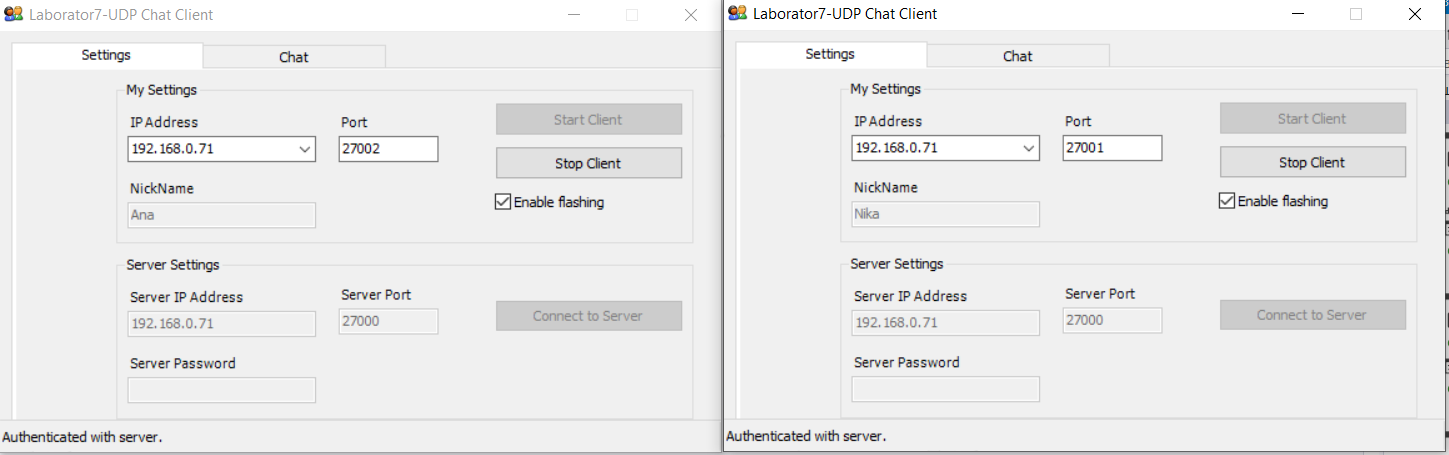 Laborator7-UDP Chat Client
Settings
Chat
My Settings
IP Address
Port
Start Client
192.168.0.71
27002
Stop Client
NickName
Enable flashing
Ana
Server Settings
Server IP Address
Server Port
192.168.0.71
27000
Connect to Server
Server Password
Authenticated with server.
Laborator7-UDP Chat Client
Settings
Chat
My Settings
IP Address
Port
Start Client
192.168.0.71
27001
Stop Client
NickName
Enable flashing
Nika
Server Settings
Server IP Address
Server Port
192.168.0.71
27000
Connect to Server
Server Password
Authenticated with server.